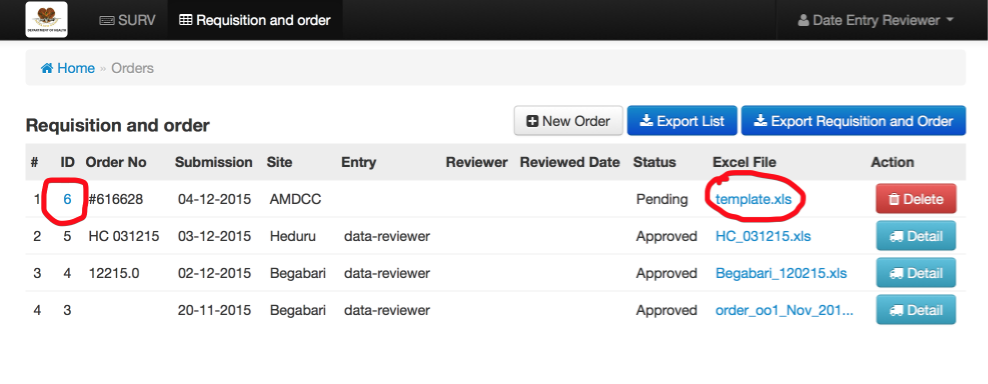 DEPARTMENT OF HEALTH
SURV Requisition and order Date Entry Reviewer
Home » Orders
Requisition and order New Order Export List Export Requisition and Order
# ID Order No Submission Site Entry Reviewer Reviewed Date Status Excel File Action
1 6 #616628 04-12-2015 AMDCC Pending template.xls Delete
2 5 HC 031215 03-12-2015 Heduru data-reviewer Approved HC_031215.xls Detail
3 4 12215.0 02-12-2015 Begabari data-reviewer Approved Begabari_120215.xls Detail
4 3 20-11-2015 Begabari data-reviewer Approved order_oo1_Nov_201... Detail